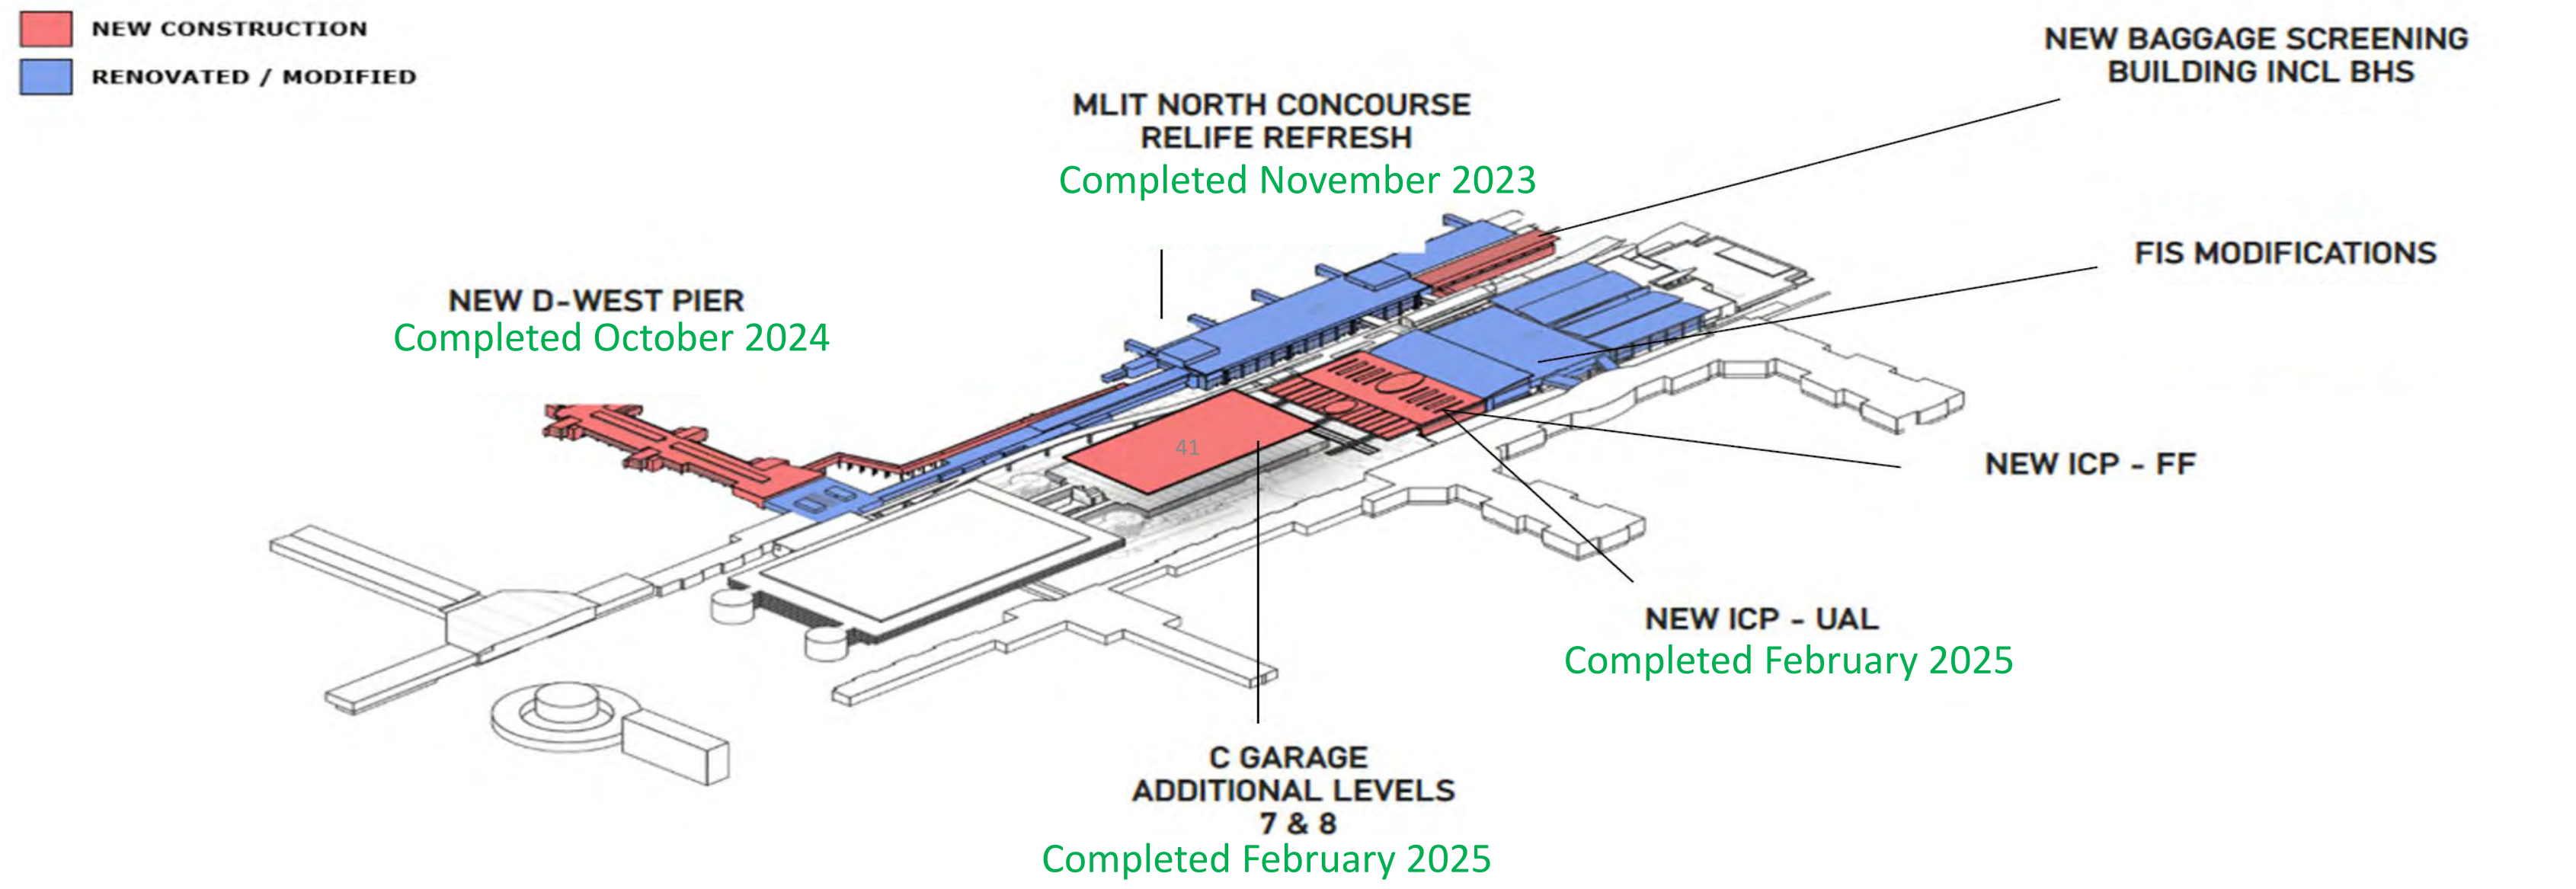 NEW CONSTRUCTION
RENOVATED / MODIFIED
NEW BAGGAGE SCREENING
BUILDING INCL BHS
MLIT NORTH CONCOURSE
RELIFE REFRESH
Completed November 2023
FIS MODIFICATIONS
NEW D-WEST PIER
Completed October 2024
41
NEW ICP - FF
NEW ICP - UAL
Completed February 2025
C GARAGE
ADDITIONAL LEVELS
7 & 8
Completed February 2025